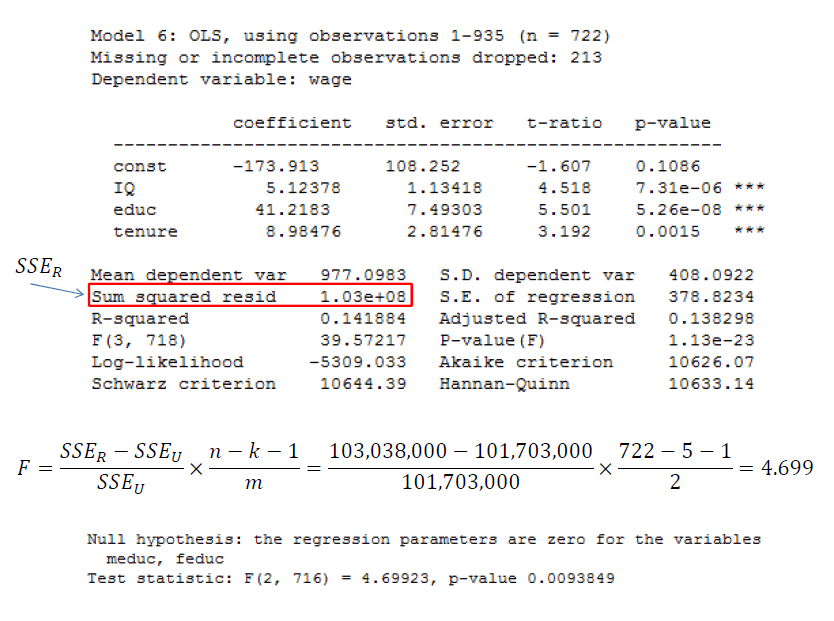 Model 6: OLS, using observations 1-935 (n = 722)
Missing or incomplete observations dropped: 213
Dependent variable: wage
coefficient std. error t-ratio p-value
---------------------------------------------------------
const -173.913 108.252 -1.607 0.1086
IQ 5.12378 1.13418 4.518 7.31e-06 ***
educ 41.2183 7.49303 5.501 5.26e-08 ***
tenure 8.98476 2.81476 3.192 0.0015 ***
SSE_R
Mean dependent var 977.0983 S.D. dependent var 408.0922
Sum squared resid 1.03e+08 S.E. of regression 378.8234
R-squared 0.141884 Adjusted R-squared 0.138298
F(3, 718) 39.57217 P-value(F) 1.13e-23
Log-likelihood -5309.033 Akaike criterion 10626.07
Schwarz criterion 10644.39 Hannan-Quinn 10633.14
F = (SSE_R − SSE_U) / SSE_U × (n − k − 1) / m = (103,038,000 − 101,703,000) / 101,703,000 × (722 − 5 − 1) / 2 = 4.699
Null hypothesis: the regression parameters are zero for the variables
meduc, feduc
Test statistic: F(2, 716) = 4.69923, p-value 0.0093849